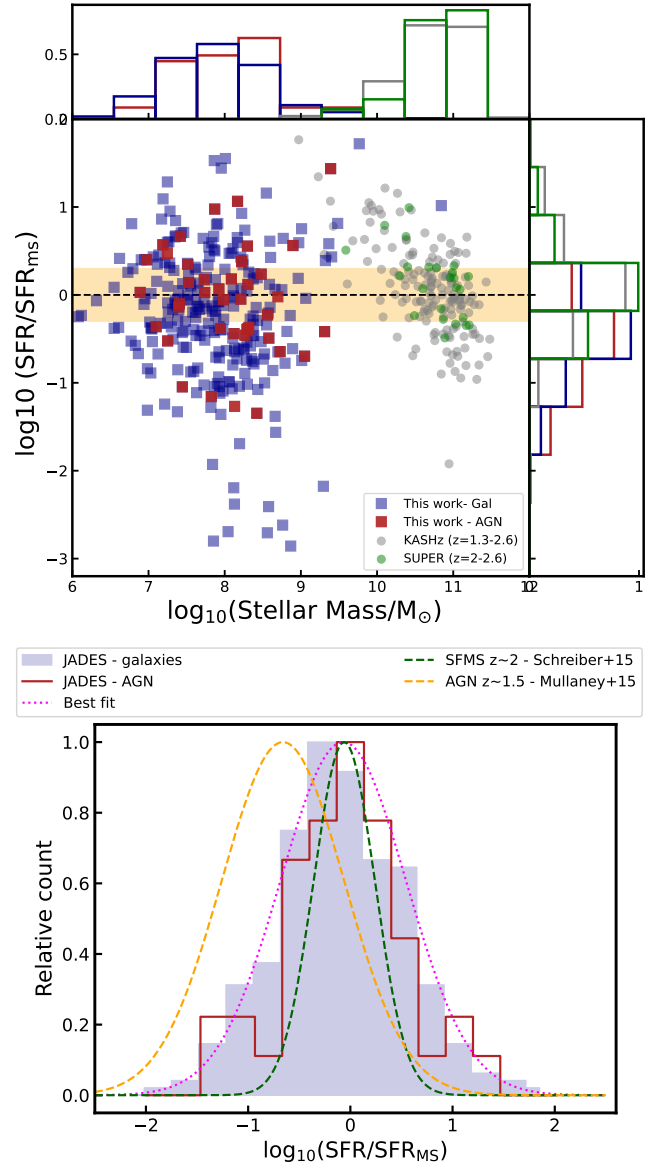 0.5
0.0
2
1
0
−1
−2
−3
log10 (SFR/SFRms)
This work- Gal
This work - AGN
KASHz (z=1.3-2.6)
SUPER (z=2-2.6)
6 7 8 9 10 11 12
0 1
log10(Stellar Mass/M⊙)
JADES - galaxies
JADES - AGN
Best fit
SFMS z~2 - Schreiber+15
AGN z~1.5 - Mullaney+15
1.0
0.8
0.6
0.4
0.2
0.0
Relative count
−2 −1 0 1 2
log10(SFR/SFRMS)